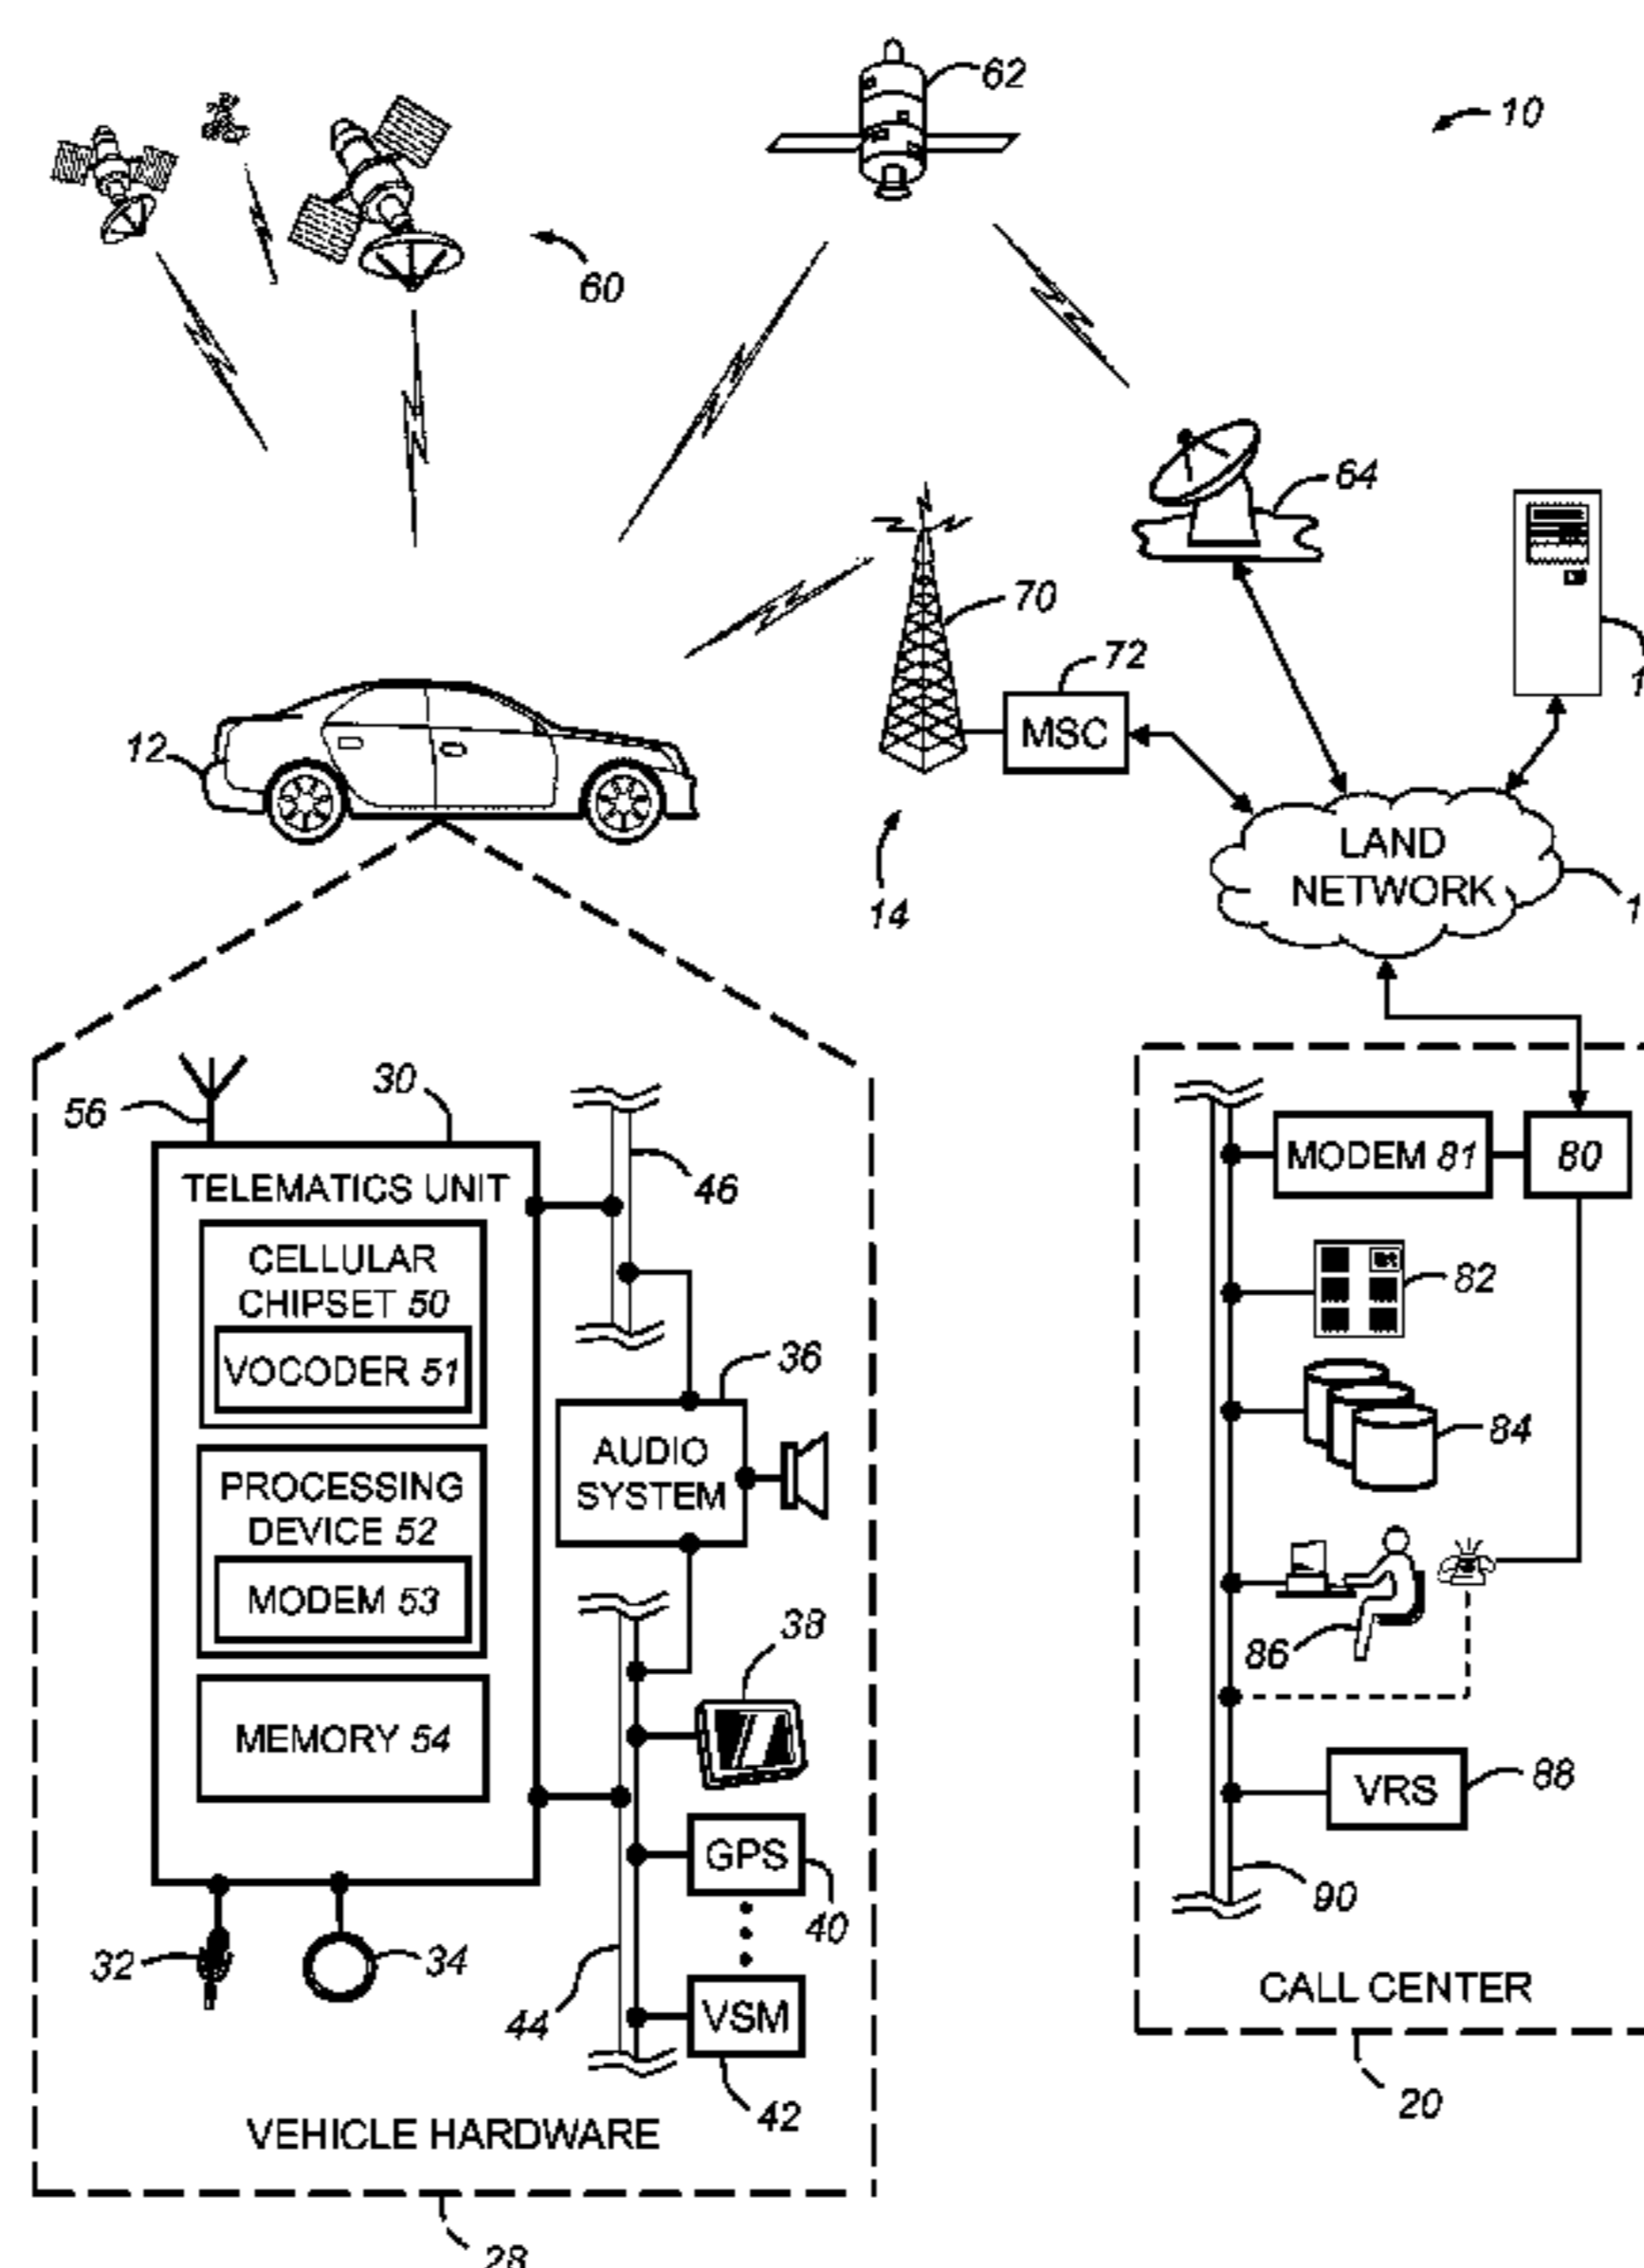 62
10
60
64
70
72
MSC
12
LAND
NETWORK
14
30
56
46
TELEMATICS UNIT
CELLULAR
CHIPSET 50
VOCODER 51
36
AUDIO
SYSTEM
PROCESSING
DEVICE 52
MODEM 53
38
MEMORY 54
GPS
40
32
34
44
VSM
42
VEHICLE HARDWARE
28
MODEM 81
80
82
84
86
VRS
88
90
CALL CENTER
20